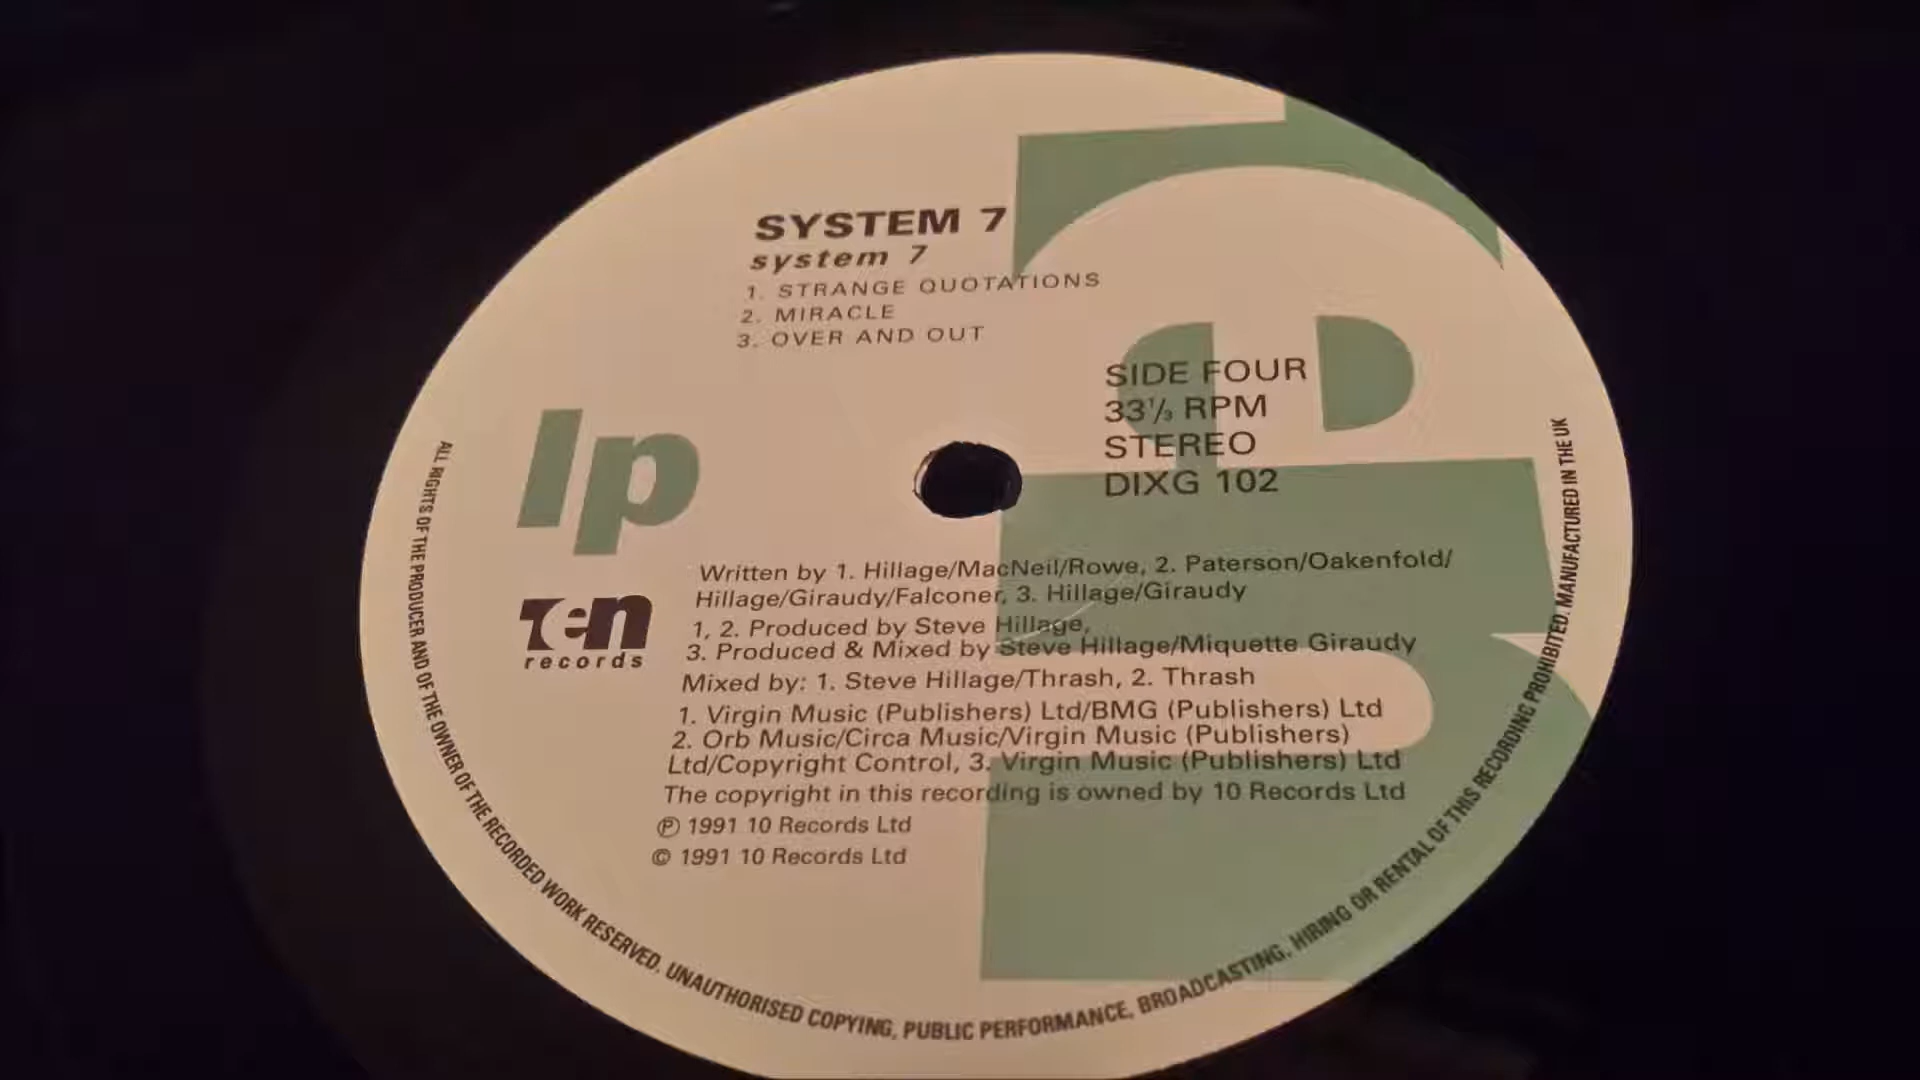 SYSTEM 7
system 7
1. STRANGE QUOTATIONS
2. MIRACLE
3. OVER AND OUT
SIDE FOUR
33⅓ RPM
STEREO
DIXG 102
lp
Ten
records
Written by 1. Hillage/MacNeil/Rowe, 2. Paterson/Oakenfold/
Hillage/Giraudy/Falconer, 3. Hillage/Giraudy
1, 2. Produced by Steve Hillage,
3. Produced & Mixed by Steve Hillage/Miquette Giraudy
Mixed by: 1. Steve Hillage/Thrash, 2. Thrash
1. Virgin Music (Publishers) Ltd/BMG (Publishers) Ltd
2. Orb Music/Circa Music/Virgin Music (Publishers)
Ltd/Copyright Control, 3. Virgin Music (Publishers) Ltd
The copyright in this recording is owned by 10 Records Ltd
℗ 1991 10 Records Ltd
© 1991 10 Records Ltd
ALL RIGHTS OF THE PRODUCER AND OF THE OWNER OF THE RECORDED WORK RESERVED. UNAUTHORISED COPYING, PUBLIC PERFORMANCE, BROADCASTING, HIRING OR RENTAL OF THIS RECORDING PROHIBITED. MANUFACTURED IN THE UK